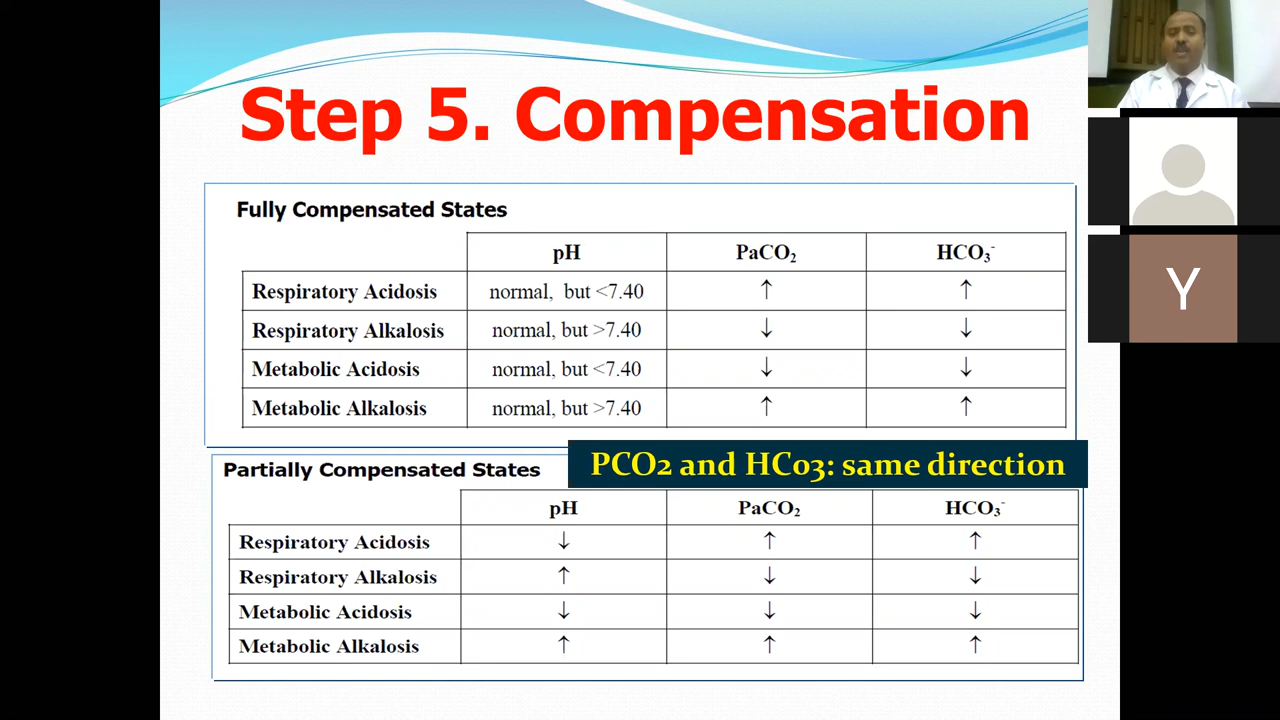 Step 5. Compensation
Fully Compensated States
pH PaCO₂ HCO₃⁻
Respiratory Acidosis normal, but <7.40 ↑ ↑
Respiratory Alkalosis normal, but >7.40 ↓ ↓
Metabolic Acidosis normal, but <7.40 ↓ ↓
Metabolic Alkalosis normal, but >7.40 ↑ ↑
PCO2 and HCo3: same direction
Partially Compensated States
pH PaCO₂ HCO₃⁻
Respiratory Acidosis ↓ ↑ ↑
Respiratory Alkalosis ↑ ↓ ↓
Metabolic Acidosis ↓ ↓ ↓
Metabolic Alkalosis ↑ ↑ ↑
Y